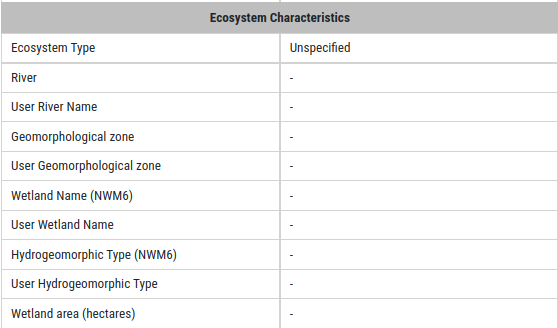 Ecosystem Characteristics
Ecosystem Type Unspecified
River -
User River Name -
Geomorphological zone -
User Geomorphological zone -
Wetland Name (NWM6) -
User Wetland Name -
Hydrogeomorphic Type (NWM6) -
User Hydrogeomorphic Type -
Wetland area (hectares) -